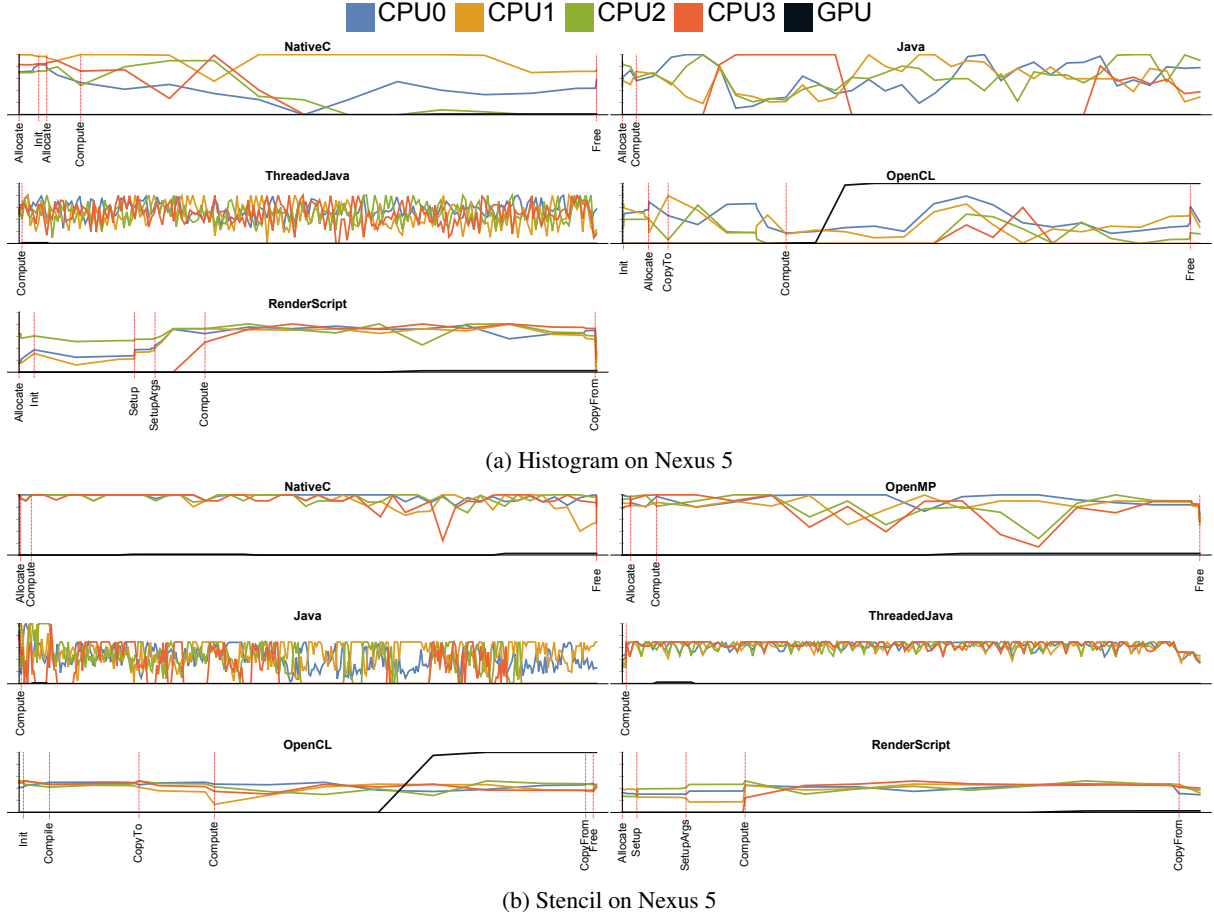 CPU0 CPU1 CPU2 CPU3 GPU
NativeC
Allocate
Init
Allocate
Compute
Free
Java
Allocate
Compute
ThreadedJava
Compute
OpenCL
Init
Allocate
CopyTo
Compute
Free
RenderScript
Allocate
Init
Setup
SetupArgs
Compute
CopyFrom
(a) Histogram on Nexus 5
NativeC
Allocate
Compute
Free
OpenMP
Allocate
Compute
Free
Java
Compute
ThreadedJava
Compute
OpenCL
Init
Compile
CopyTo
Compute
CopyFrom
Free
RenderScript
Allocate
Setup
SetupArgs
Compute
CopyFrom
(b) Stencil on Nexus 5